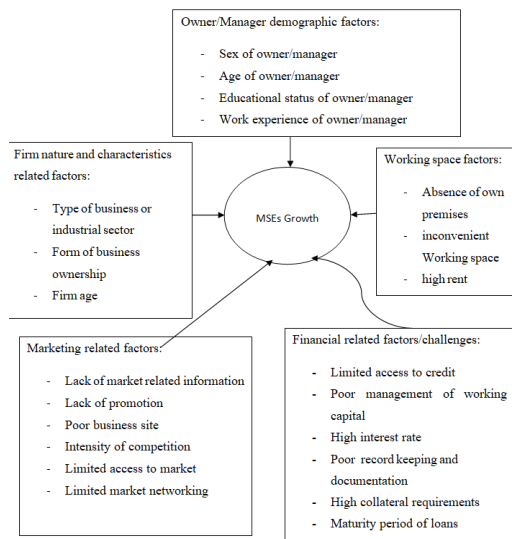 Owner/Manager demographic factors:
- Sex of owner/manager
- Age of owner/manager
- Educational status of owner/manager
- Work experience of owner/manager
Firm nature and characteristics
related factors:
- Type of business or
industrial sector
- Form of business
ownership
- Firm age
MSEs Growth
Working space factors:
- Absence of own
premises
- inconvenient
Working space
- high rent
Marketing related factors:
- Lack of market related information
- Lack of promotion
- Poor business site
- Intensity of competition
- Limited access to market
- Limited market networking
Financial related factors/challenges:
- Limited access to credit
- Poor management of working
capital
- High interest rate
- Poor record keeping and
documentation
- High collateral requirements
- Maturity period of loans